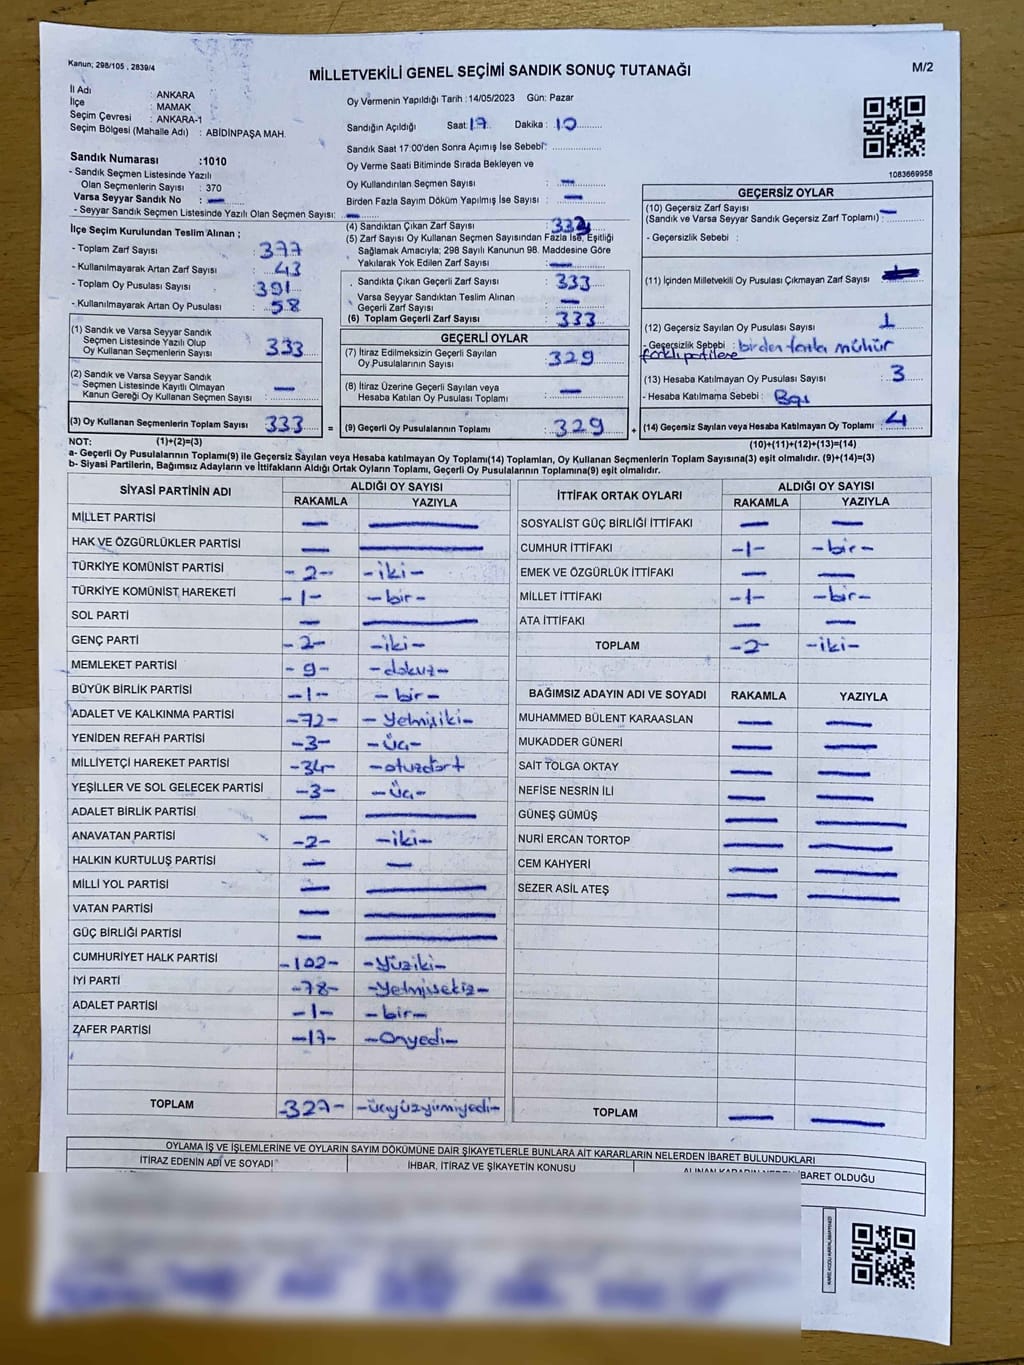 Kanun; 298/105 . 2839/4
MİLLETVEKİLİ GENEL SEÇİMİ SANDIK SONUÇ TUTANAĞI
M/2
İl Adı : ANKARA
İlçe : MAMAK
Seçim Çevresi : ANKARA-1
Seçim Bölgesi (Mahalle Adı) : ABİDİNPAŞA MAH.
Sandık Numarası :1010
- Sandık Seçmen Listesinde Yazılı
Olan Seçmenlerin Sayısı : 370
Varsa Seyyar Sandık No : —
- Seyyar Sandık Seçmen Listesinde Yazılı Olan Seçmen Sayısı: —
Oy Vermenin Yapıldığı Tarih :14/05/2023 Gün: Pazar
Sandığın Açıldığı Saat: 17 Dakika : 10
Sandık Saat 17:00'den Sonra Açımış İse Sebebi:
Oy Verme Saati Bitiminde Sırada Bekleyen ve
Oy Kullandırılan Seçmen Sayısı : —
Birden Fazla Sayım Döküm Yapılmış İse Sayısı : —
1083669958
İlçe Seçim Kurulundan Teslim Alınan ;
- Toplam Zarf Sayısı : 377
- Kullanılmayarak Artan Zarf Sayısı : 43
- Toplam Oy Pusulası Sayısı : 391
- Kullanılmayarak Artan Oy Pusulası : 58
(1) Sandık ve Varsa Seyyar Sandık
Seçmen Listesinde Yazılı Olup
Oy Kullanan Seçmenlerin Sayısı : 333
(2) Sandık ve Varsa Seyyar Sandık
Seçmen Listesinde Kayıtlı Olmayan
Kanun Gereği Oy Kullanan Seçmen Sayısı : —
(3) Oy Kullanan Seçmenlerin Toplam Sayısı : 333
(4) Sandıktan Çıkan Zarf Sayısı : 333
(5) Zarf Sayısı Oy Kullanan Seçmen Sayısından Fazla İse, Eşitliği
Sağlamak Amacıyla; 298 Sayılı Kanunun 98. Maddesine Göre
Yakılarak Yok Edilen Zarf Sayısı : —
Sandıkta Çıkan Geçerli Zarf Sayısı : 333
Varsa Seyyar Sandıktan Teslim Alınan
Geçerli Zarf Sayısı : —
(6) Toplam Geçerli Zarf Sayısı : 333
GEÇERLİ OYLAR
(7) İtiraz Edilmeksizin Geçerli Sayılan
Oy Pusulalarının Sayısı : 329
(8) İtiraz Üzerine Geçerli Sayılan veya
Hesaba Katılan Oy Pusulası Toplamı : —
= (9) Geçerli Oy Pusulalarının Toplamı : 329
GEÇERSİZ OYLAR
(10) Geçersiz Zarf Sayısı
(Sandık ve Varsa Seyyar Sandık Geçersiz Zarf Toplamı) : —
- Geçersizlik Sebebi :
(11) İçinden Milletvekili Oy Pusulası Çıkmayan Zarf Sayısı : —
(12) Geçersiz Sayılan Oy Pusulası Sayısı : 1
- Geçersizlik Sebebi : birden fazla mühür
farklı partilere
(13) Hesaba Katılmayan Oy Pusulası Sayısı : 3
- Hesaba Katılmama Sebebi : Boş
+ (14) Geçersiz Sayılan veya Hesaba Katılmayan Oy Toplamı : 4
NOT: (1)+(2)=(3)
(10)+(11)+(12)+(13)=(14)
a- Geçerli Oy Pusulalarının Toplamı(9) ile Geçersiz Sayılan veya Hesaba katılmayan Oy Toplamı(14) Toplamları, Oy Kullanan Seçmenlerin Toplam Sayısına(3) eşit olmalıdır. (9)+(14)=(3)
b- Siyasi Partilerin, Bağımsız Adayların ve İttifakların Aldığı Ortak Oyların Toplamı, Geçerli Oy Pusulalarının Toplamına(9) eşit olmalıdır.
SİYASİ PARTİNİN ADI ALDIĞI OY SAYISI
RAKAMLA YAZIYLA
MİLLET PARTİSİ — —
HAK VE ÖZGÜRLÜKLER PARTİSİ — —
TÜRKİYE KOMÜNİST PARTİSİ -2- -iki-
TÜRKİYE KOMÜNİST HAREKETİ -1- -bir-
SOL PARTİ — —
GENÇ PARTİ -2- -iki-
MEMLEKET PARTİSİ -9- -dokuz-
BÜYÜK BİRLİK PARTİSİ -1- -bir-
ADALET VE KALKINMA PARTİSİ -72- -Yetmişiki-
YENİDEN REFAH PARTİSİ -3- -Üç-
MİLLİYETÇİ HAREKET PARTİSİ -34- -otuzdört
YEŞİLLER VE SOL GELECEK PARTİSİ -3- -Üç-
ADALET BİRLİK PARTİSİ — —
ANAVATAN PARTİSİ -2- -iki-
HALKIN KURTULUŞ PARTİSİ — —
MİLLİ YOL PARTİSİ — —
VATAN PARTİSİ — —
GÜÇ BİRLİĞİ PARTİSİ — —
CUMHURİYET HALK PARTİSİ -102- -Yüziki-
İYİ PARTİ -78- -Yetmişsekiz-
ADALET PARTİSİ -1- -bir-
ZAFER PARTİSİ -17- -Onyedi-
TOPLAM -327- -üçyüzyirmiyedi-
İTTİFAK ORTAK OYLARI ALDIĞI OY SAYISI
RAKAMLA YAZIYLA
SOSYALİST GÜÇ BİRLİĞİ İTTİFAKI — —
CUMHUR İTTİFAKI -1- -bir-
EMEK VE ÖZGÜRLÜK İTTİFAKI — —
MİLLET İTTİFAKI -1- -bir-
ATA İTTİFAKI — —
TOPLAM -2- -iki-
BAĞIMSIZ ADAYIN ADI VE SOYADI RAKAMLA YAZIYLA
MUHAMMED BÜLENT KARAASLAN — —
MUKADDER GÜNERİ — —
SAİT TOLGA OKTAY — —
NEFİSE NESRİN İLİ — —
GÜNEŞ GÜMÜŞ — —
NURİ ERCAN TORTOP — —
CEM KAHYERİ — —
SEZER ASİL ATEŞ — —
TOPLAM — —
OYLAMA İŞ VE İŞLEMLERİNE VE OYLARIN SAYIM DÖKÜMÜNE DAİR ŞİKAYETLERLE BUNLARA AİT KARARLARIN NELERDEN İBARET BULUNDUKLARI
İTİRAZ EDENİN ADI VE SOYADI İHBAR, İTİRAZ VE ŞİKAYETİN KONUSU ALINAN KARARIN NEDEN İBARET OLDUĞU